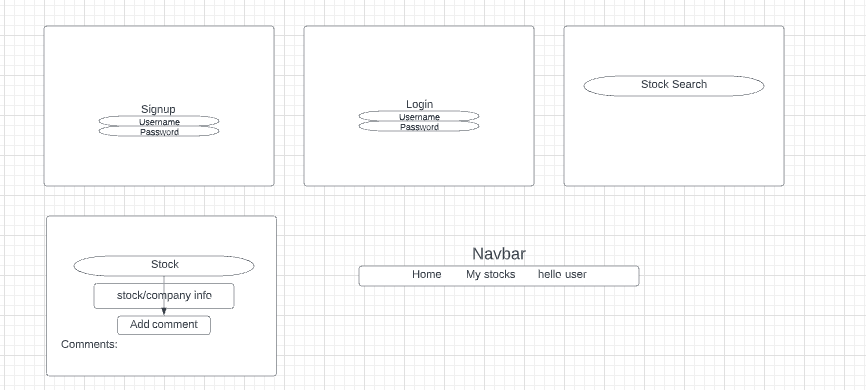 Signup
Username
Password
Login
Username
Password
Stock Search
Stock
stock/company info
Add comment
Comments:
Navbar
Home My stocks hello user